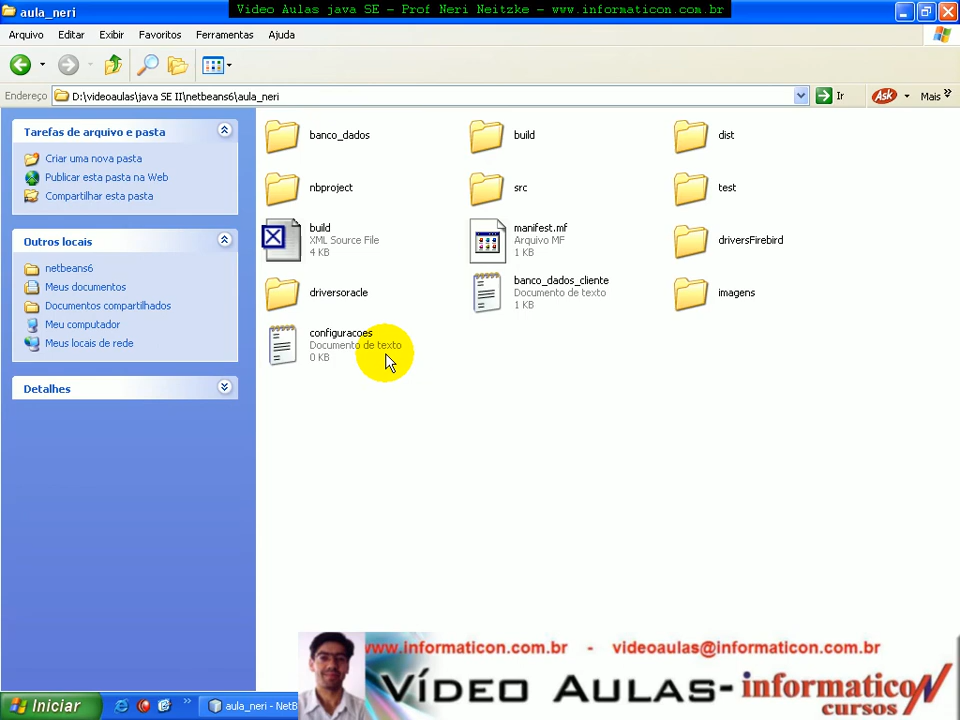 aula_neri
Video Aulas java SE - Prof Neri Neitzke - www.informaticon.com.br
Arquivo Editar Exibir Favoritos Ferramentas Ajuda
Endereço D:\videoaulas\java SE II\netbeans6\aula_neri Ir Ask Mais
Tarefas de arquivo e pasta
Criar uma nova pasta
Publicar esta pasta na Web
Compartilhar esta pasta
Outros locais
netbeans6
Meus documentos
Documentos compartilhados
Meu computador
Meus locais de rede
Detalhes
banco_dados
build
dist
nbproject
src
test
build
XML Source File
4 KB
manifest.mf
Arquivo MF
1 KB
driversFirebird
driversoracle
banco_dados_cliente
Documento de texto
1 KB
imagens
configuracoes
Documento de texto
0 KB
www.informaticon.com.br - videoaulas@informaticon.com.br
VÍDEO AULAS-informaticon
cursos
Iniciar
aula_neri - NetB